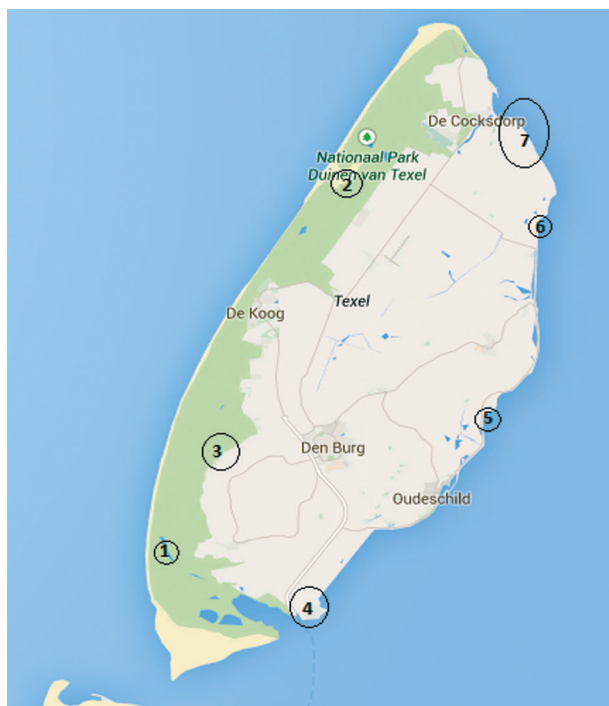 De Cocksdorp
7
Nationaal Park
Duinen van Texel
2
6
Texel
De Koog
5
3
Den Burg
Oudeschild
1
4